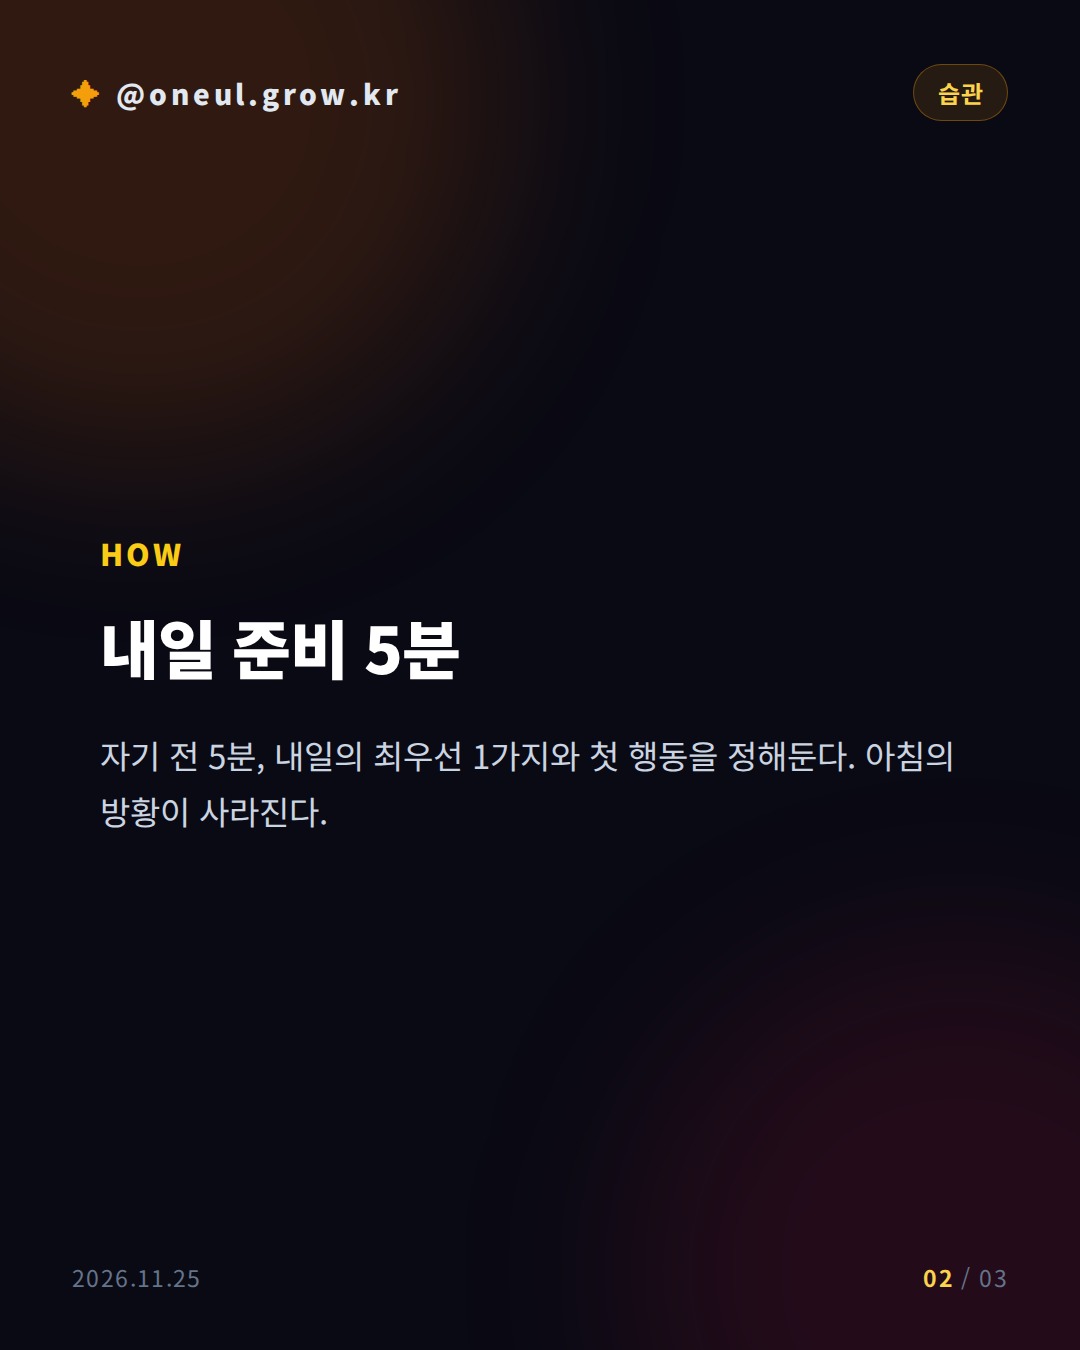 @oneul.grow.kr
습관
HOW
내일 준비 5분
자기 전 5분, 내일의 최우선 1가지와 첫 행동을 정해둔다. 아침의
방황이 사라진다.
2026.11.25
02 / 03